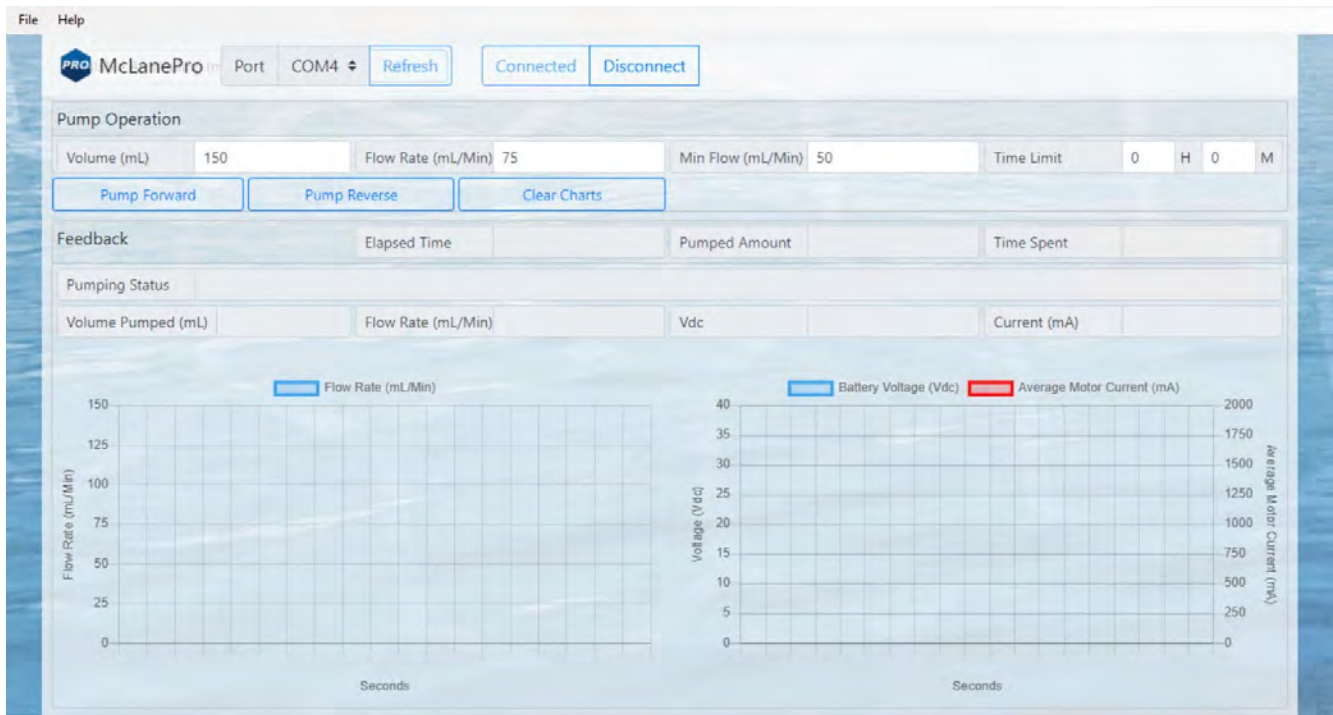 File Help
PRO McLanePro Port COM4 Refresh Connected Disconnect
Pump Operation
Volume (mL) 150 Flow Rate (mL/Min) 75 Min Flow (mL/Min) 50 Time Limit 0 H 0 M
Pump Forward Pump Reverse Clear Charts
Feedback Elapsed Time Pumped Amount Time Spent
Pumping Status
Volume Pumped (mL) Flow Rate (mL/Min) Vdc Current (mA)
Flow Rate (mL/Min)
150
125
100
75
50
25
0
Flow Rate (mL/Min)
Seconds
Battery Voltage (Vdc) Average Motor Current (mA)
40
35
30
25
20
15
10
5
0
Voltage (Vdc)
2000
1750
1500
1250
1000
750
500
250
0
Average Motor Current (mA)
Seconds